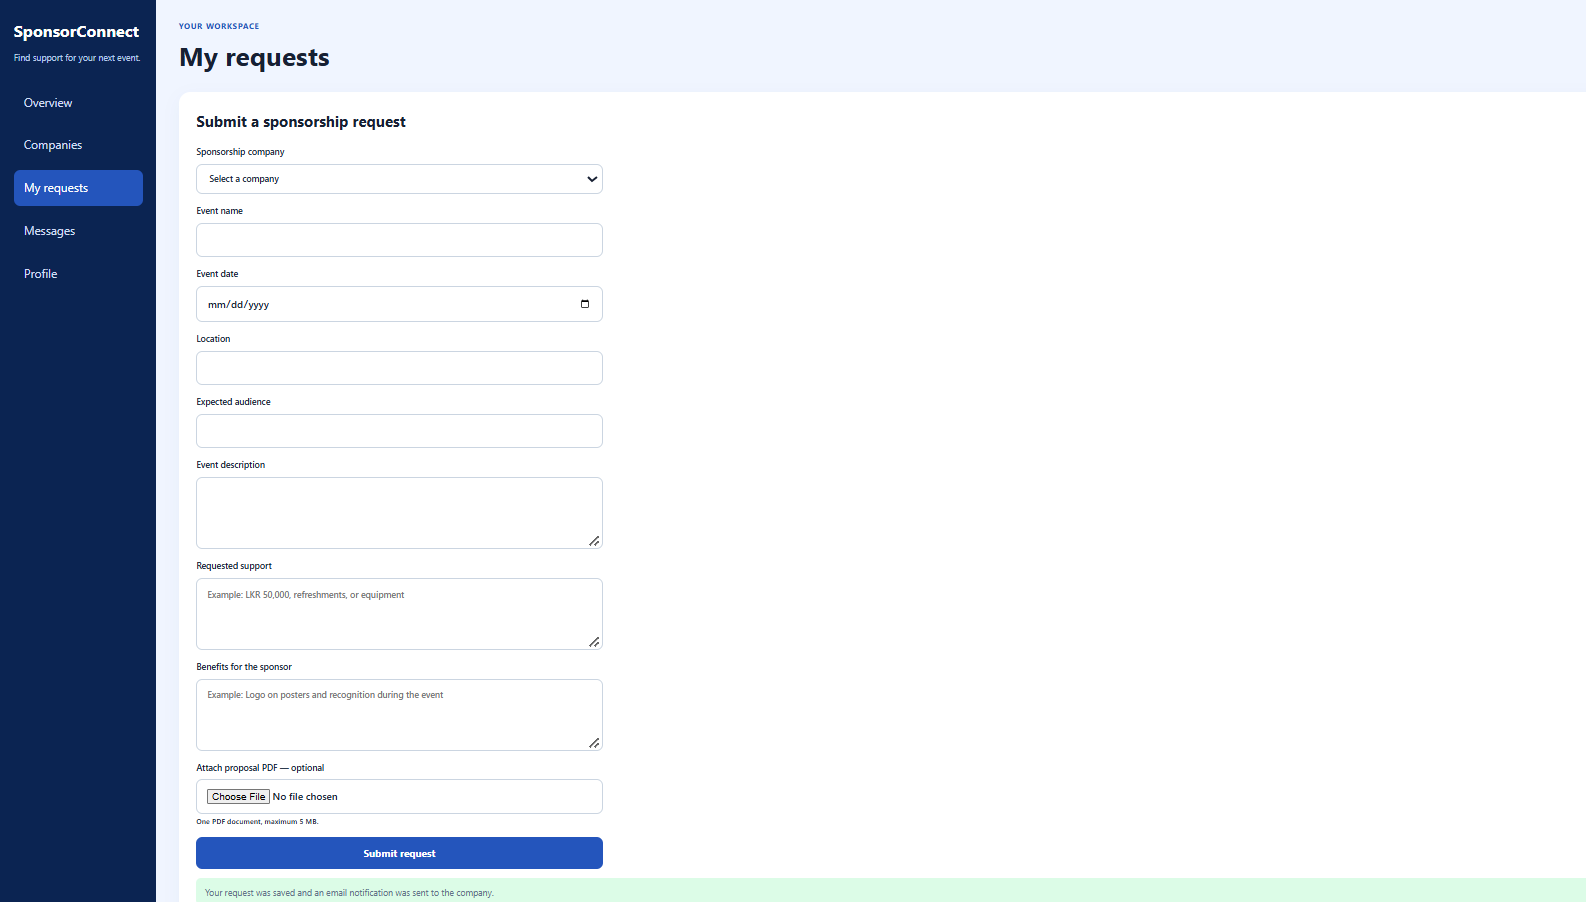 SponsorConnect
Find support for your next event.
Overview
Companies
My requests
Messages
Profile
YOUR WORKSPACE
My requests
Submit a sponsorship request
Sponsorship company
Select a company
Event name
Event date
mm/dd/yyyy
Location
Expected audience
Event description
Requested support
Example: LKR 50,000, refreshments, or equipment
Benefits for the sponsor
Example: Logo on posters and recognition during the event
Attach proposal PDF — optional
Choose File No file chosen
One PDF document, maximum 5 MB.
Submit request
Your request was saved and an email notification was sent to the company.